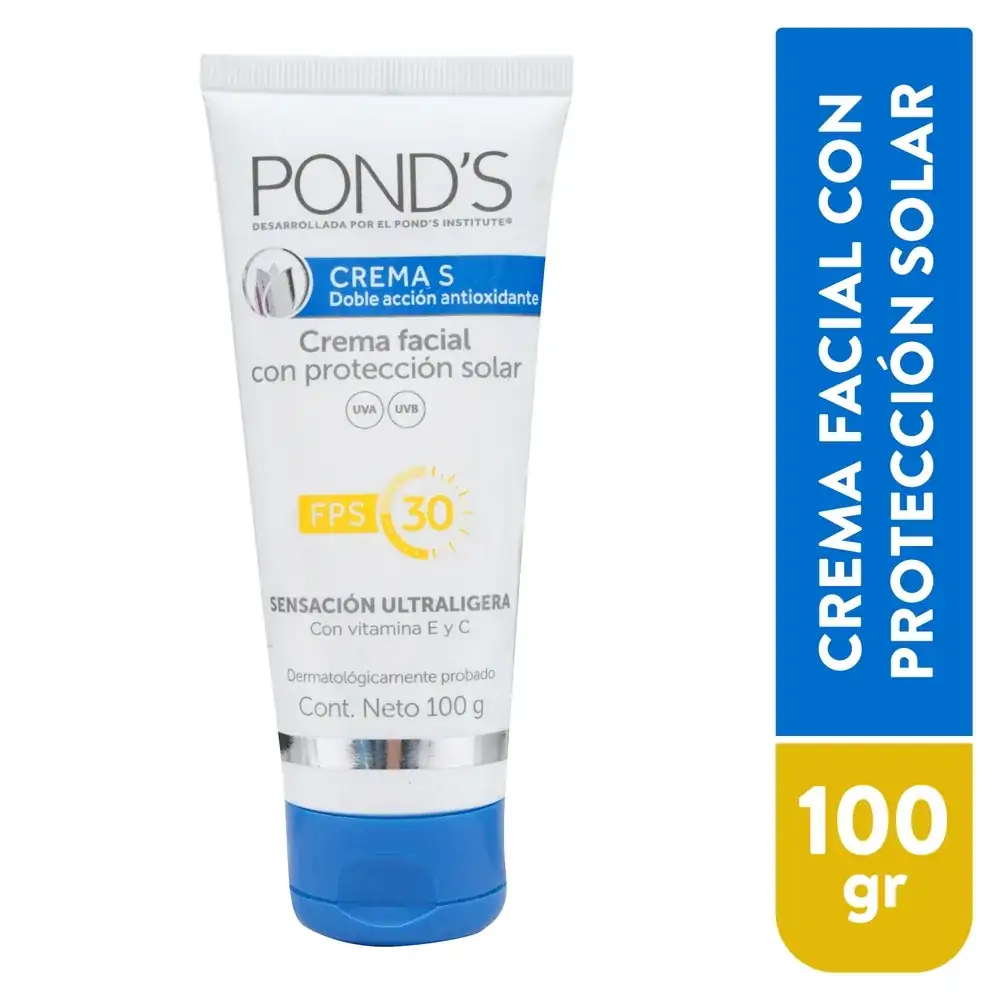 POND'S
DESARROLLADA POR EL POND'S INSTITUTE®
CREMA S
Doble acción antioxidante
Crema facial
con protección solar
UVA UVB
FPS 30
SENSACIÓN ULTRALIGERA
Con vitamina E y C
Dermatológicamente probado
Cont. Neto 100 g
CREMA FACIAL CON
PROTECCIÓN SOLAR
100
gr